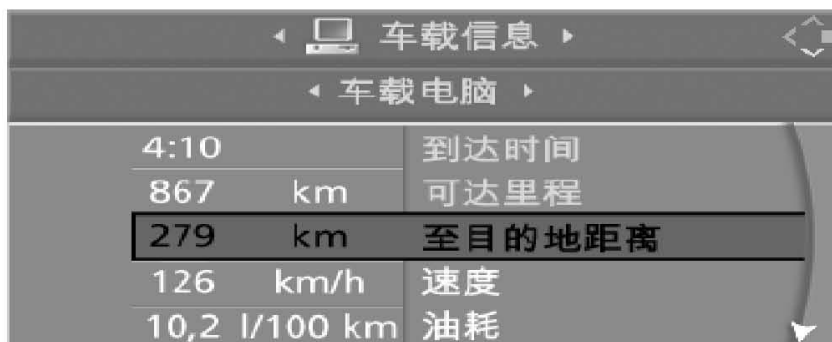 车载信息
车载电脑
4:10 到达时间
867 km 可达里程
279 km 至目的地距离
126 km/h 速度
10,2 l/100 km 油耗